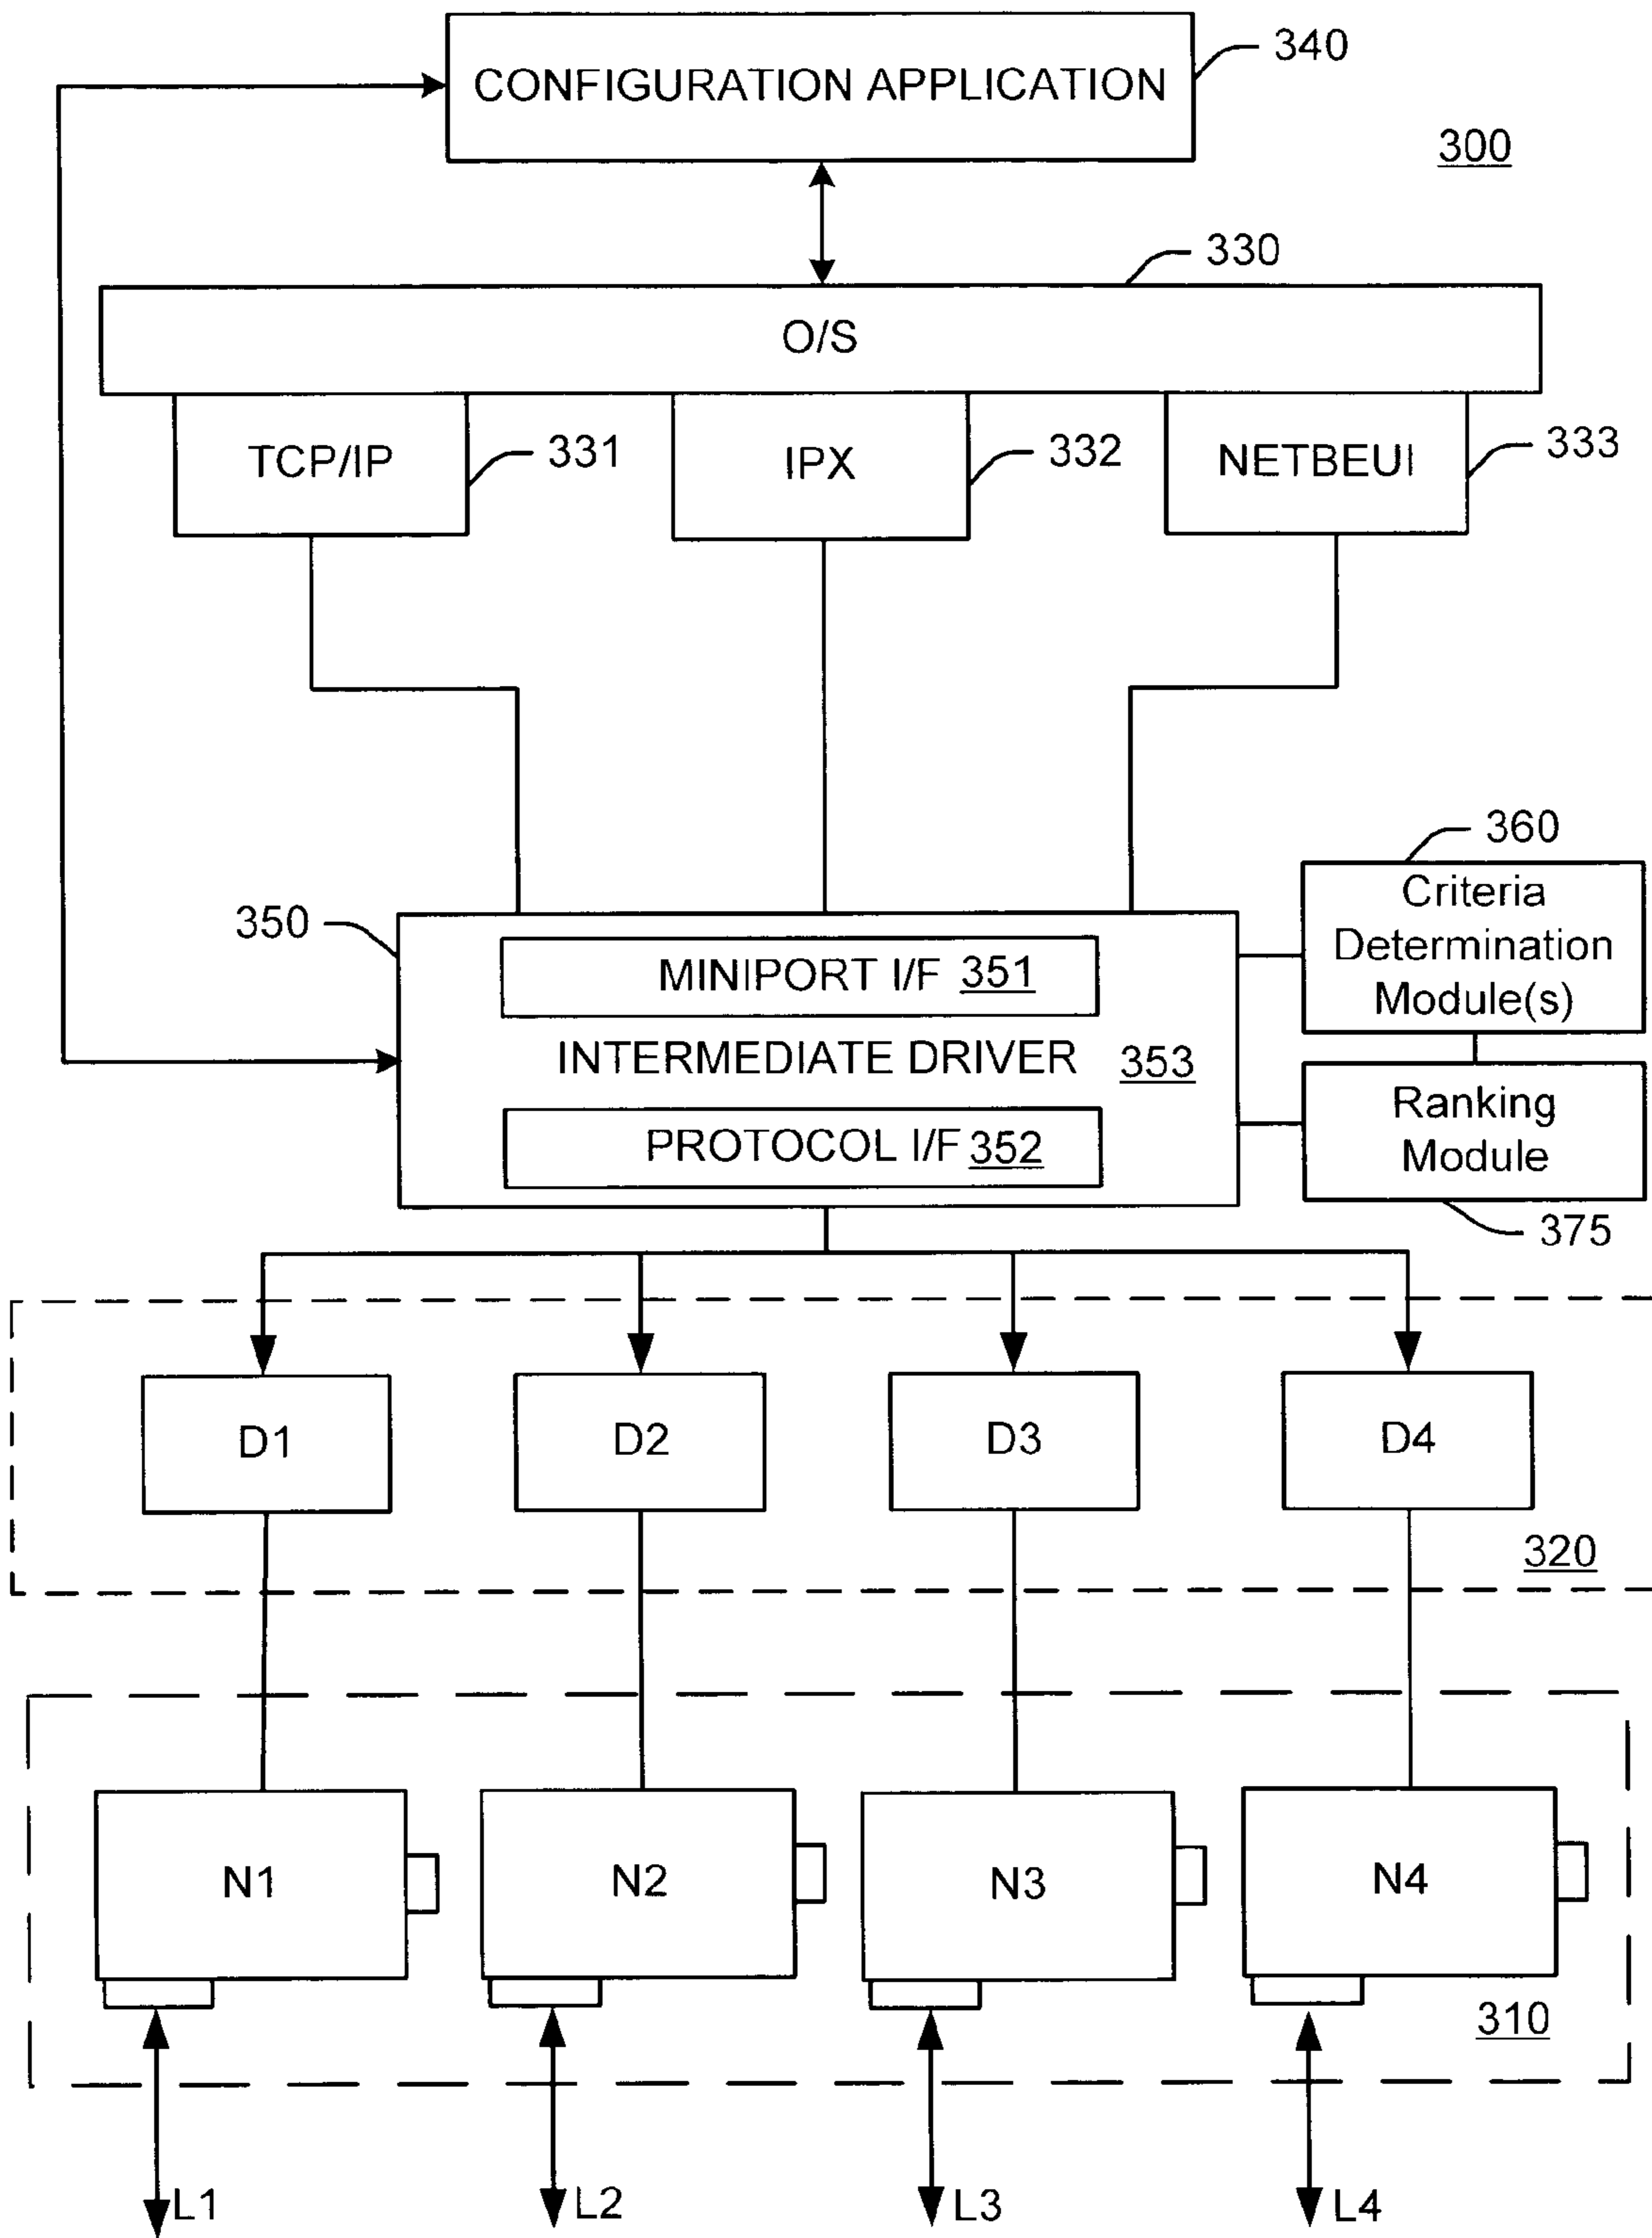 340
CONFIGURATION APPLICATION
300
330
O/S
TCP/IP
331
IPX
332
NETBEUI
333
360
Criteria
Determination
Module(s)
350
MINIPORT I/F 351
INTERMEDIATE DRIVER 353
PROTOCOL I/F 352
Ranking
Module
375
D1
D2
D3
D4
320
N1
N2
N3
N4
310
L1
L2
L3
L4